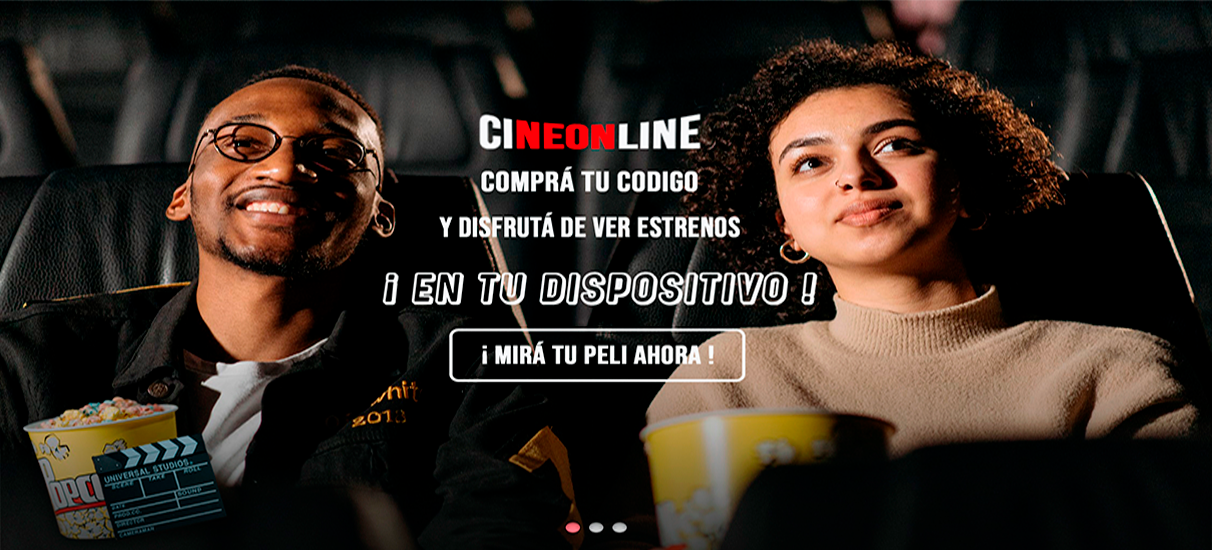 CINEONLINE
COMPRÁ TU CODIGO
Y DISFRUTÁ DE VER ESTRENOS
¡ EN TU DISPOSITIVO !
¡ MIRÁ TU PELI AHORA !
2013
UNIVERSAL STUDIOS
SCENE TAKE ROLL
SOUND
DATE
PROD.CO.
DIRECTOR
CAMERAMAN